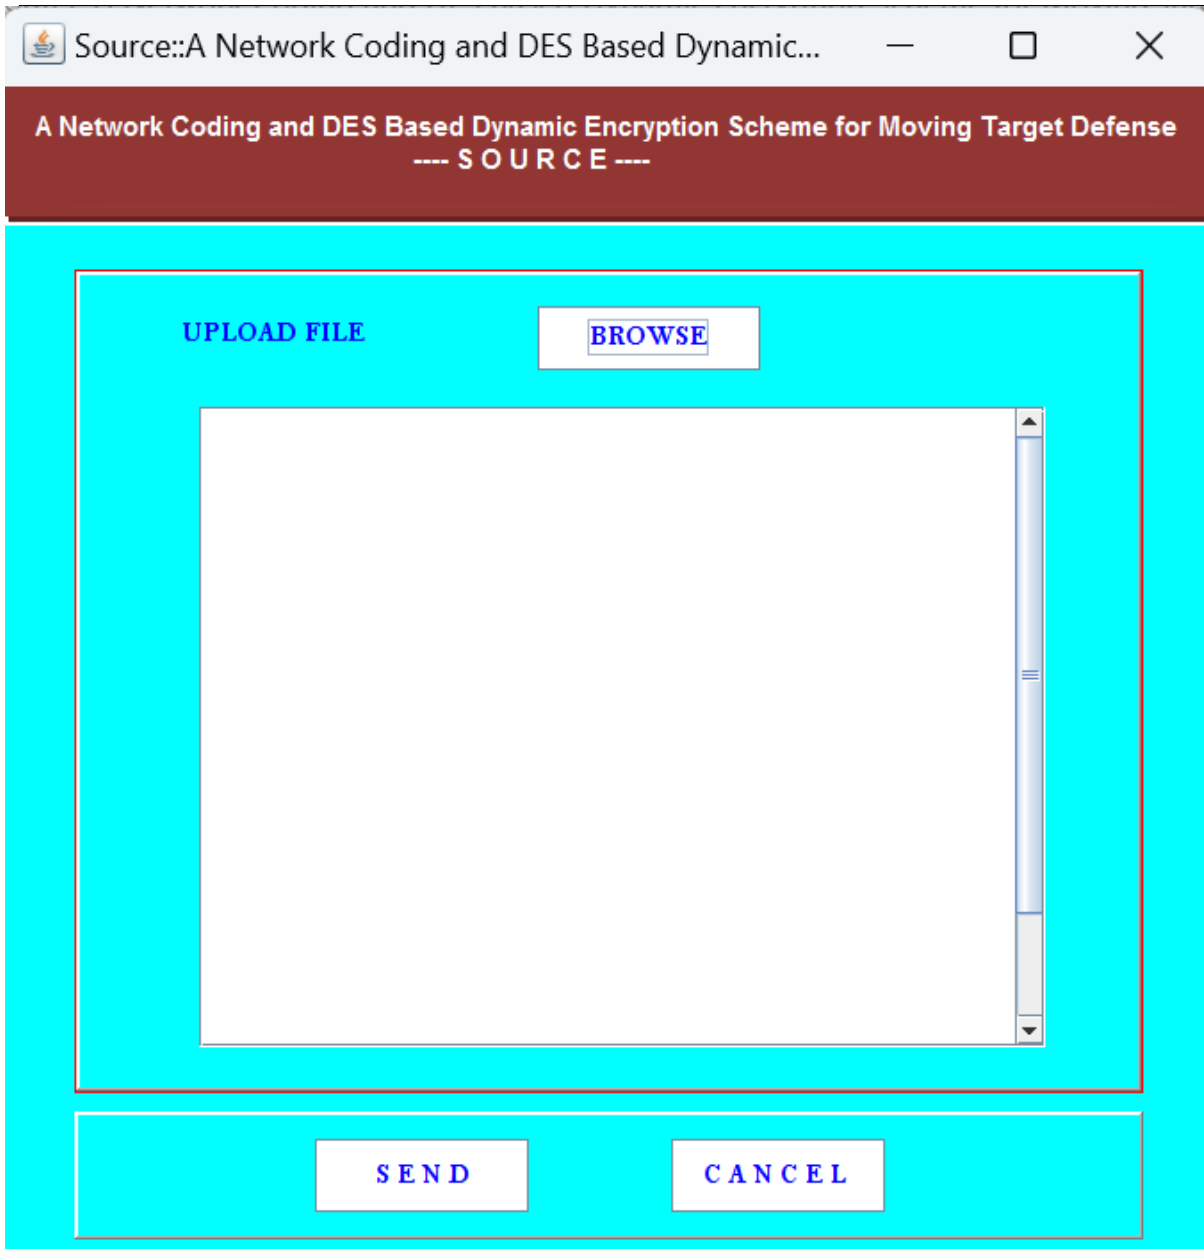 Source::A Network Coding and DES Based Dynamic...
A Network Coding and DES Based Dynamic Encryption Scheme for Moving Target Defense
---- S O U R C E ----
UPLOAD FILE BROWSE
S E N D C A N C E L